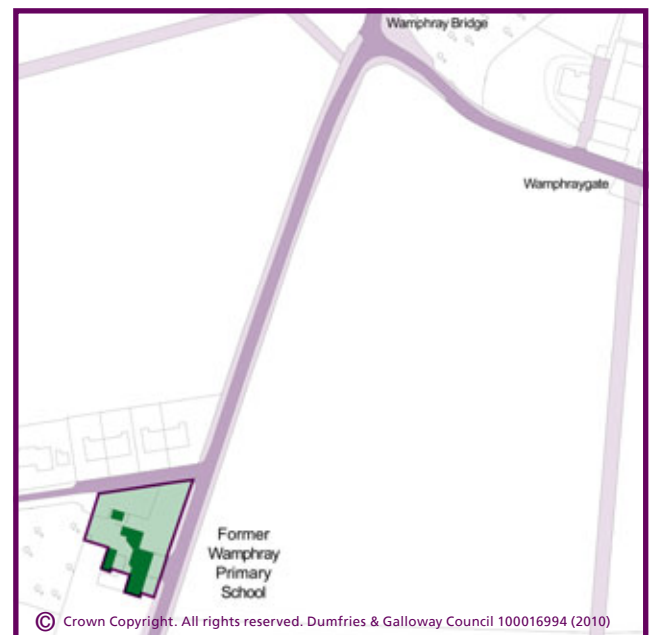 Wamphray Bridge
Wamphraygate
Former
Wamphray
Primary
School
© Crown Copyright. All rights reserved. Dumfries & Galloway Council 100016994 (2010)